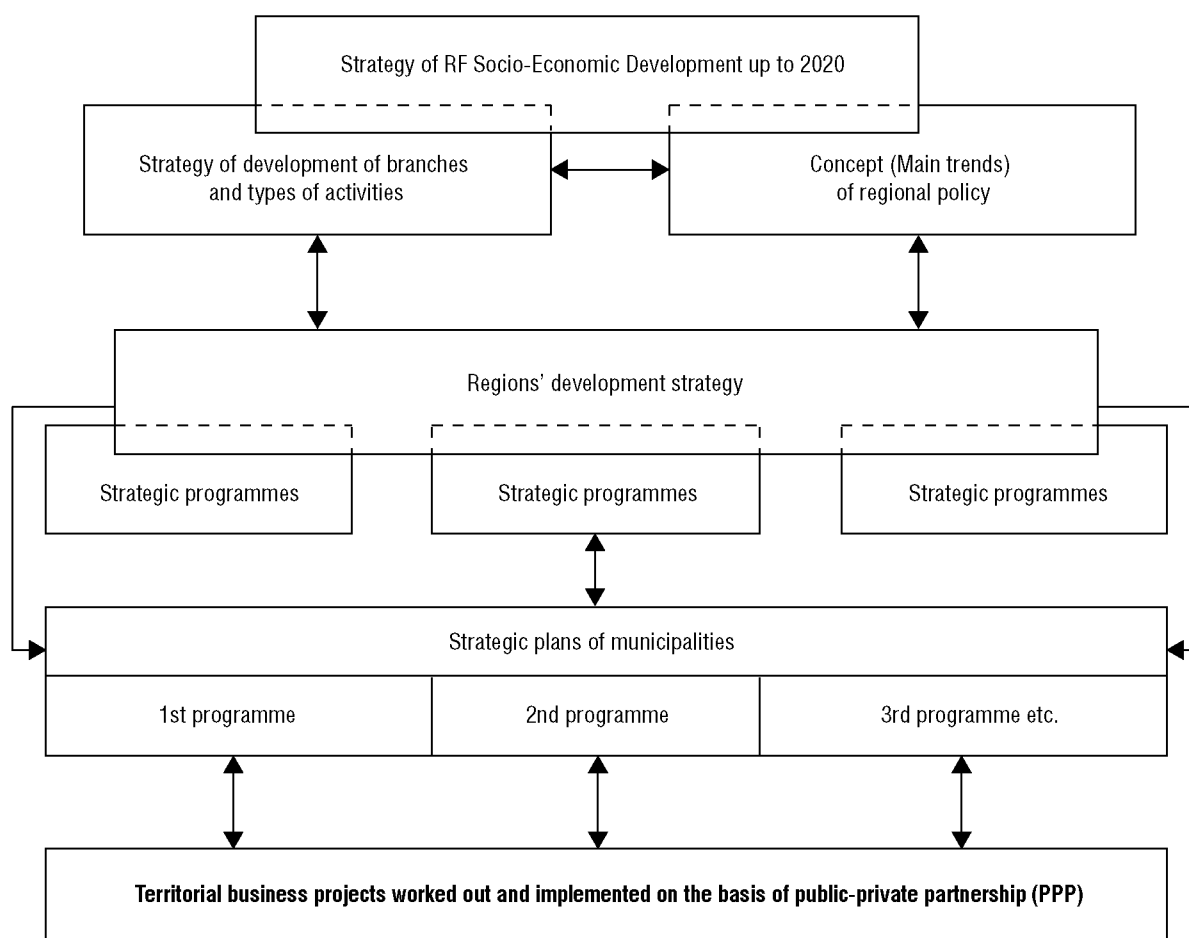 Strategy of RF Socio-Economic Development up to 2020
Strategy of development of branches
and types of activities
Concept (Main trends)
of regional policy
Regions’ development strategy
Strategic programmes
Strategic programmes
Strategic programmes
Strategic plans of municipalities
1st programme
2nd programme
3rd programme etc.
Territorial business projects worked out and implemented on the basis of public-private partnership (PPP)